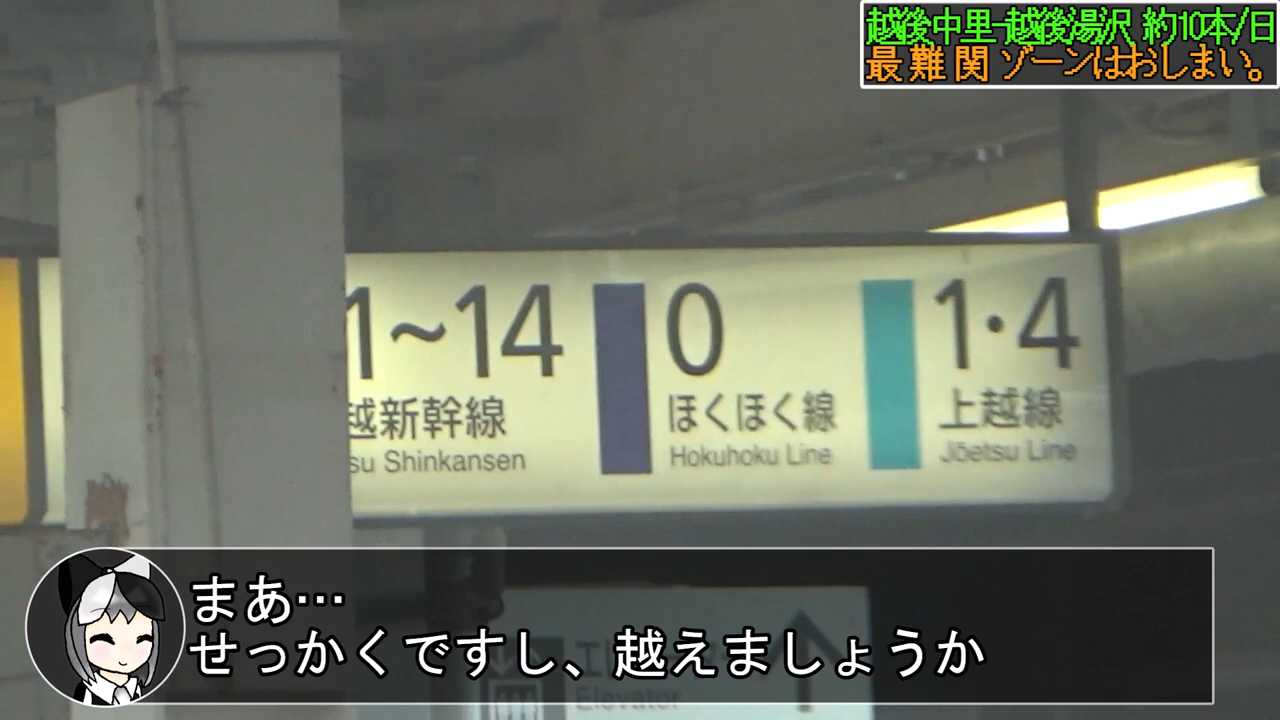 越後中里-越後湯沢 約10本/日
最難関 ゾーンはおしまい。
1~14
越新幹線
su Shinkansen
0
ほくほく線
Hokuhoku Line
1・4
上越線
Jōetsu Line
まあ…
せっかくですし、越えましょうか
Elevator